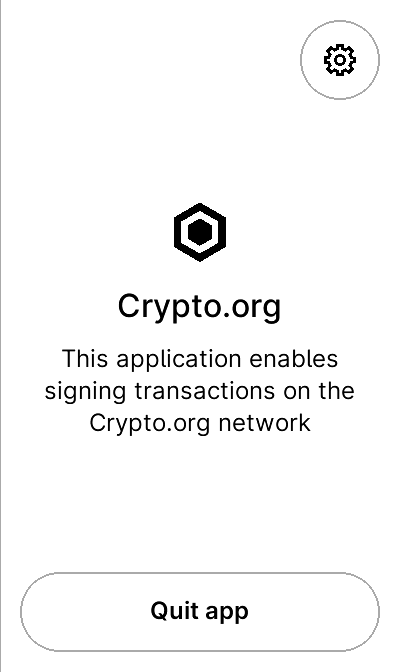 Crypto.org
This application enables
signing transactions on the
Crypto.org network
Quit app